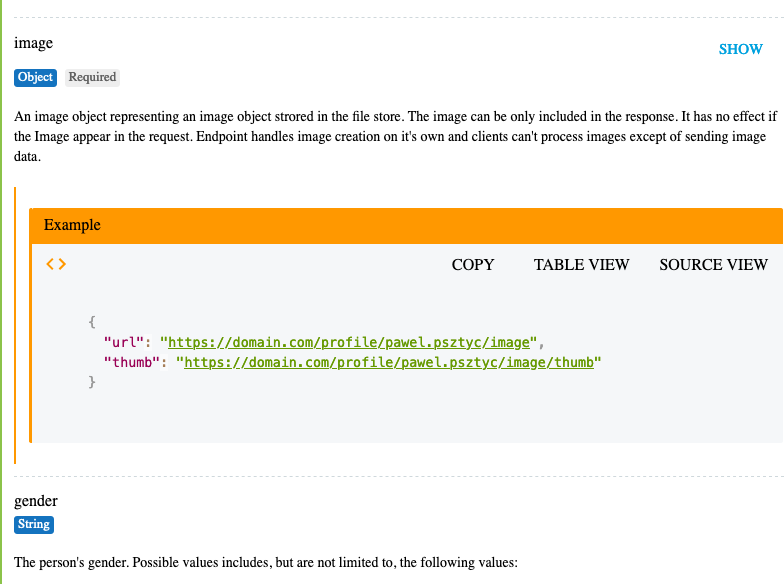 image
SHOW
Object Required
An image object representing an image object strored in the file store. The image can be only included in the response. It has no effect if
the Image appear in the request. Endpoint handles image creation on it's own and clients can't process images except of sending image
data.
Example
<> COPY TABLE VIEW SOURCE VIEW
{
"url": "https://domain.com/profile/pawel.psztyc/image",
"thumb": "https://domain.com/profile/pawel.psztyc/image/thumb"
}
gender
String
The person's gender. Possible values includes, but are not limited to, the following values: